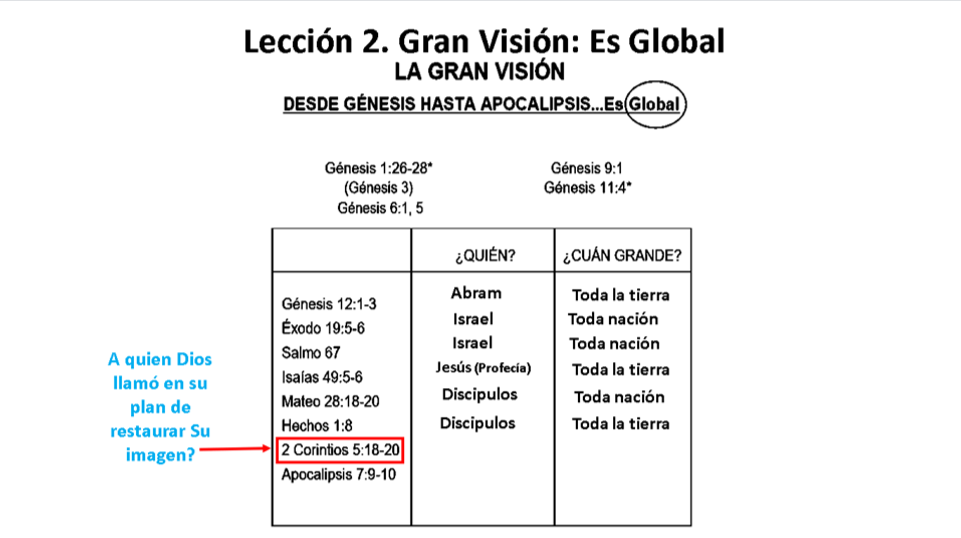 Lección 2. Gran Visión: Es Global
LA GRAN VISIÓN
DESDE GÉNESIS HASTA APOCALIPSIS...Es Global
Génesis 1:26-28*
(Génesis 3)
Génesis 6:1, 5
Génesis 9:1
Génesis 11:4*
¿QUIÉN? ¿CUÁN GRANDE?
Génesis 12:1-3 Abram Toda la tierra
Éxodo 19:5-6 Israel Toda nación
Salmo 67 Israel Toda nación
Isaías 49:5-6 Jesús (Profecía) Toda la tierra
Mateo 28:18-20 Discípulos Toda nación
Hechos 1:8 Discípulos Toda la tierra
2 Corintios 5:18-20
Apocalipsis 7:9-10
A quien Dios
llamó en su
plan de
restaurar Su
imagen?